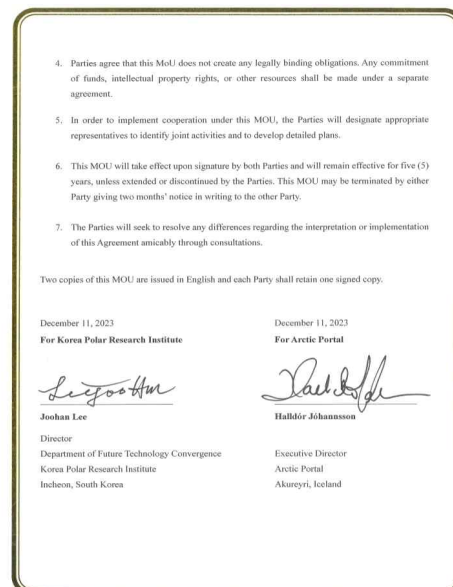 4. Parties agree that this MoU does not create any legally binding obligations. Any commitment
of funds, intellectual property rights, or other resources shall be made under a separate
agreement.
5. In order to implement cooperation under this MOU, the Parties will designate appropriate
representatives to identify joint activities and to develop detailed plans.
6. This MOU will take effect upon signature by both Parties and will remain effective for five (5)
years, unless extended or discontinued by the Parties. This MOU may be terminated by either
Party giving two months' notice in writing to the other Party.
7. The Parties will seek to resolve any differences regarding the interpretation or implementation
of this Agreement amicably through consultations.
Two copies of this MOU are issued in English and each Party shall retain one signed copy.
December 11, 2023
For Korea Polar Research Institute
Joohan Lee
Director
Department of Future Technology Convergence
Korea Polar Research Institute
Incheon, South Korea
December 11, 2023
For Arctic Portal
Halldór Jóhannsson
Executive Director
Arctic Portal
Akureyri, Iceland